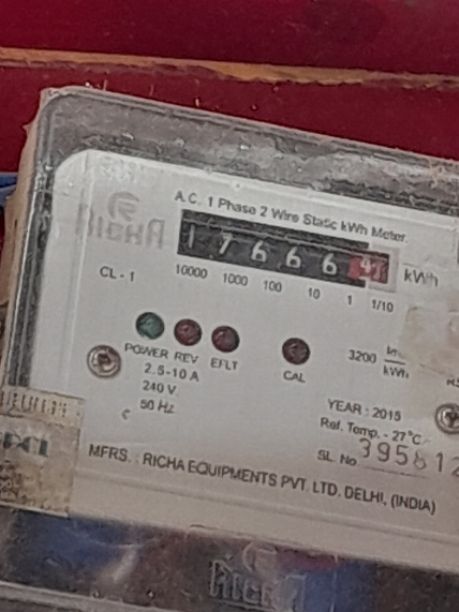 A.C. 1 Phase 2 Wire Static kWh Meter
RICHA
1 7 6 6 6 4 kWh
CL - 1
10000 1000 100 10 1 1/10
POWER REV EFLT CAL
3200
kWh
2.5-10 A
240 V
50 Hz
YEAR : 2015
Ref. Temp. - 27°C
SL. No
MFRS. : RICHA EQUIPMENTS PVT. LTD. DELHI, (INDIA)
RICHA